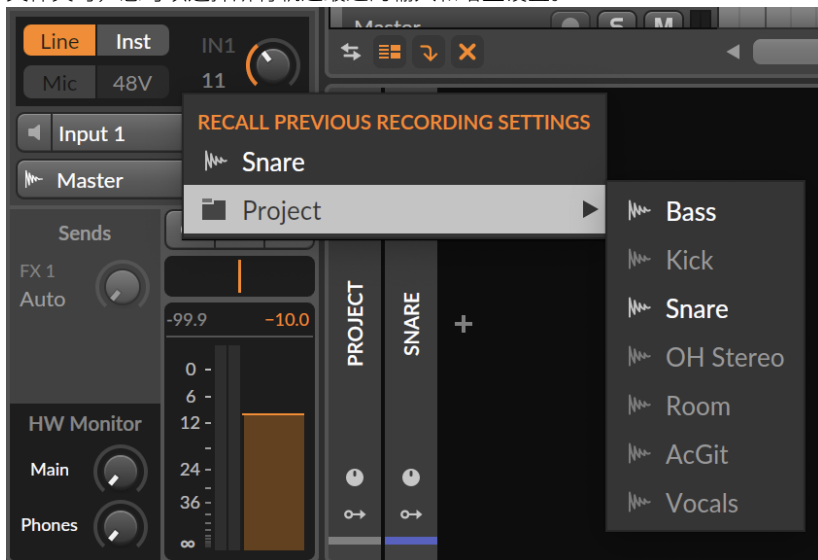 Master
S M
Line Inst
IN1
Mic 48V
11
Input 1
Master
RECALL PREVIOUS RECORDING SETTINGS
Snare
Project
Bass
Kick
Snare
OH Stereo
Room
AcGit
Vocals
Sends
FX 1
Auto
-99.9 -10.0
0
6
12
24
36
∞
HW Monitor
Main
Phones
PROJECT
SNARE
+